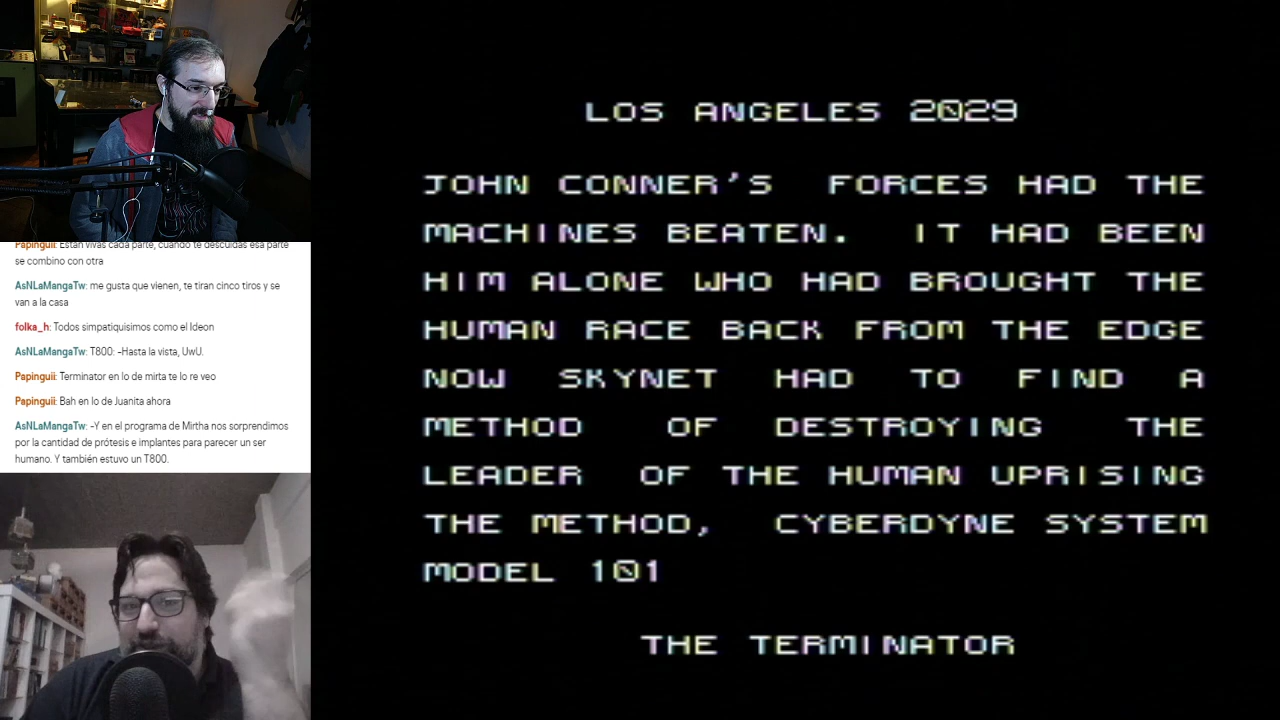 Papinguii: Están vivas cada parte, cuando te descuidas esa parte
se combino con otra
AsNLaMangaTw: me gusta que vienen, te tiran cinco tiros y se
van a la casa
folka_h: Todos simpatiquisimos como el Ideon
AsNLaMangaTw: T800: -Hasta la vista, UwU.
Papinguii: Terminator en lo de mirta te lo re veo
Papinguii: Bah en lo de Juanita ahora
AsNLaMangaTw: -Y en el programa de Mirtha nos sorprendimos
por la cantidad de prótesis e implantes para parecer un ser
humano. Y también estuvo un T800.
LOS ANGELES 2029
JOHN CONNER'S FORCES HAD THE
MACHINES BEATEN. IT HAD BEEN
HIM ALONE WHO HAD BROUGHT THE
HUMAN RACE BACK FROM THE EDGE
NOW SKYNET HAD TO FIND A
METHOD OF DESTROYING THE
LEADER OF THE HUMAN UPRISING
THE METHOD, CYBERDYNE SYSTEM
MODEL 101
THE TERMINATOR